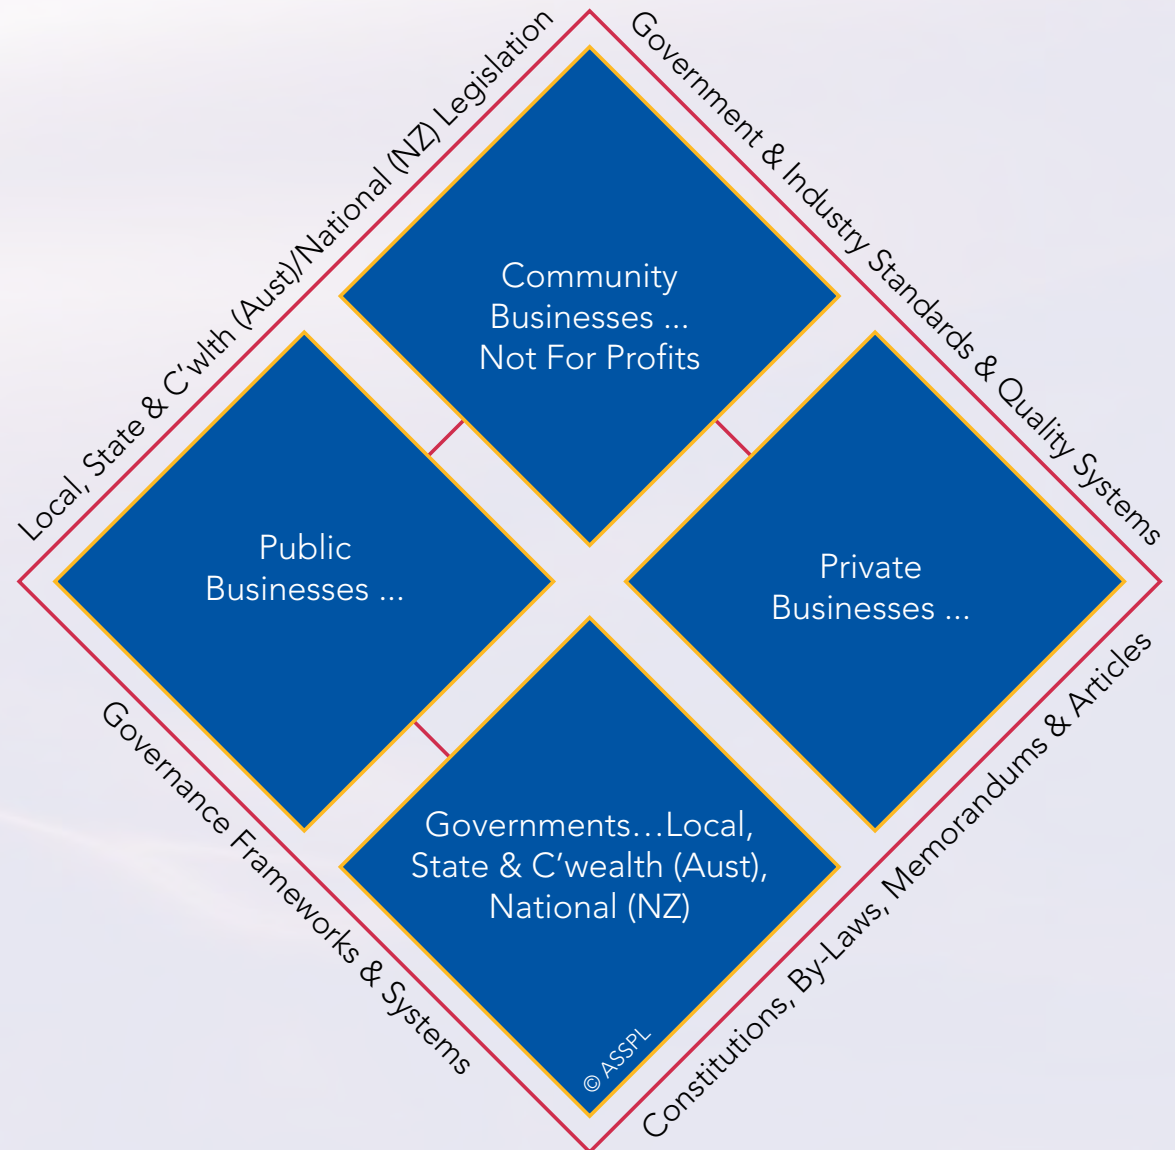 Local, State & C'wlth (Aust)/National (NZ) Legislation
Government & Industry Standards & Quality Systems
Community
Businesses ...
Not For Profits
Public
Businesses ...
Private
Businesses ...
Governments...Local,
State & C'wealth (Aust),
National (NZ)
© ASSPL
Governance Frameworks & Systems
Constitutions, By-Laws, Memorandums & Articles